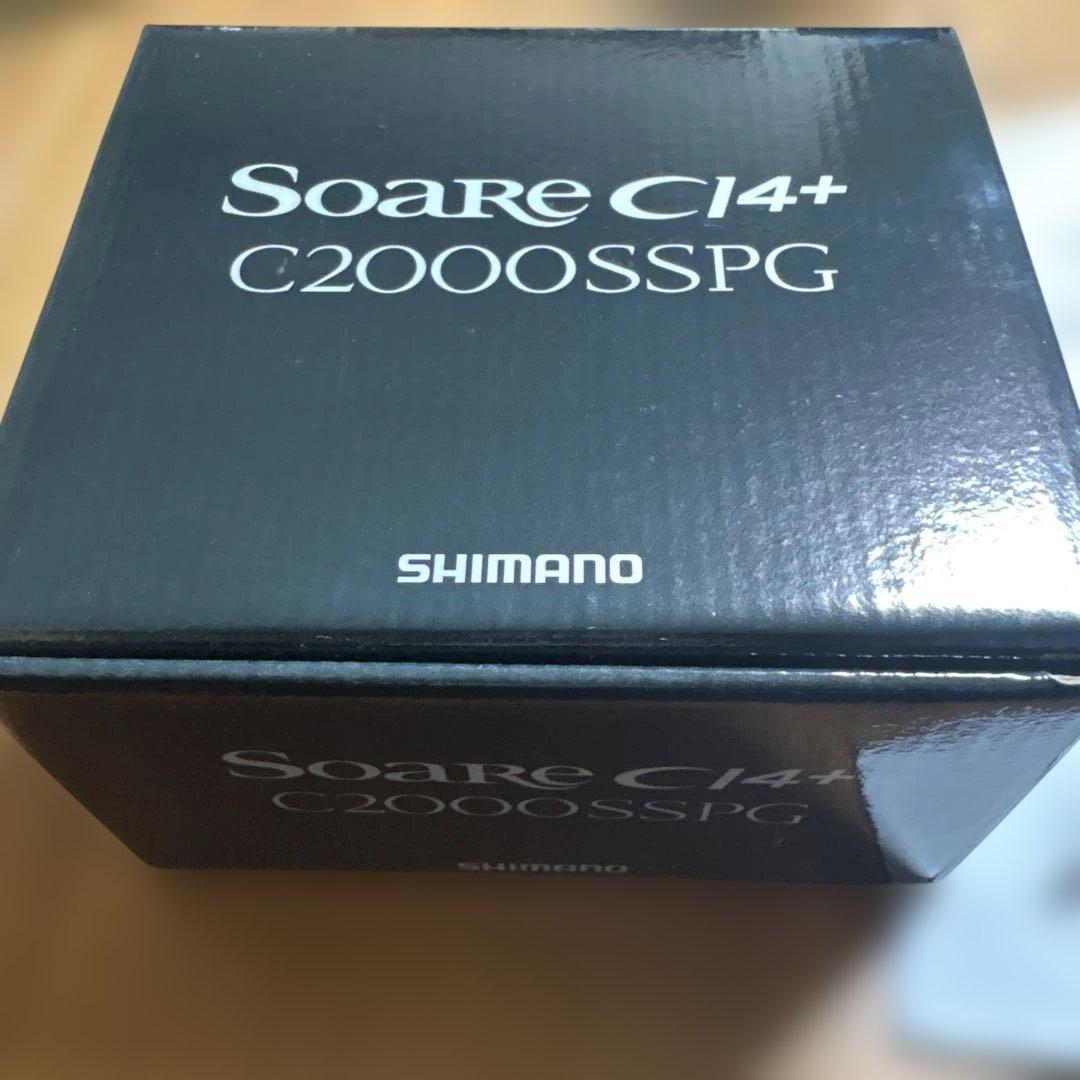 Soare CI4+
C2000SSPG
SHIMANO
Soare CI4+
C2000SSPG
SHIMANO